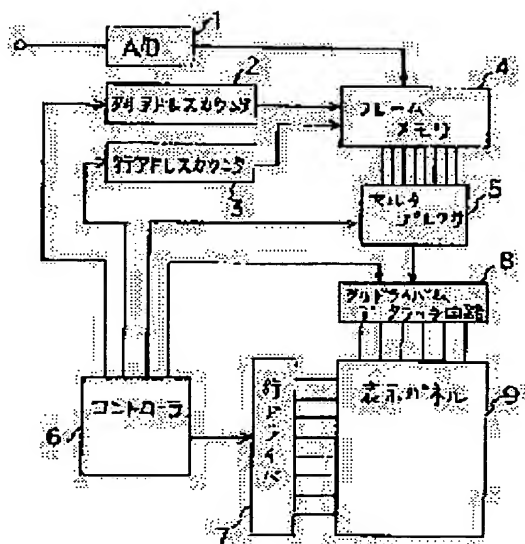 1
A/D
2
列アドレスカウンタ
4
フレーム
メモリ
行アドレスカウンタ
3
マルチ
プレクサ
5
8
列ドライバ &
データラッチ回路
コントローラ
6
行ドライバ
7
表示パネル
9